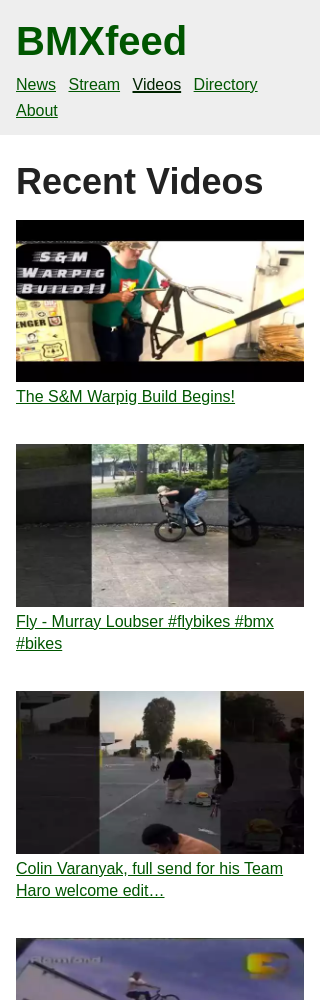 BMXfeed
News Stream Videos Directory
About
Recent Videos
S&M
Warpig
Build!!
The S&M Warpig Build Begins!
Fly - Murray Loubser #flybikes #bmx
#bikes
Colin Varanyak, full send for his Team
Haro welcome edit…